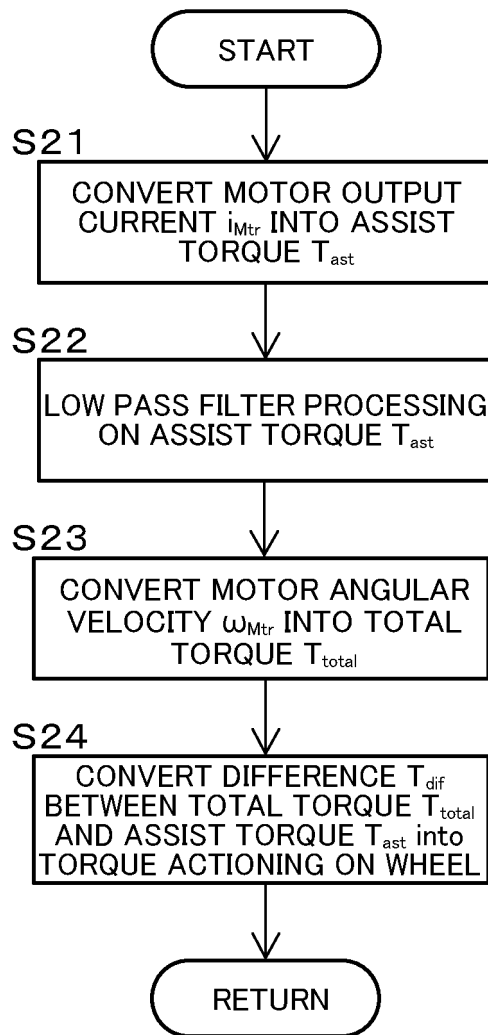 START
S21
CONVERT MOTOR OUTPUT
CURRENT iMtr INTO ASSIST
TORQUE Tast
S22
LOW PASS FILTER PROCESSING
ON ASSIST TORQUE Tast
S23
CONVERT MOTOR ANGULAR
VELOCITY ωMtr INTO TOTAL
TORQUE Ttotal
S24
CONVERT DIFFERENCE Tdif
BETWEEN TOTAL TORQUE Ttotal
AND ASSIST TORQUE Tast into
TORQUE ACTIONING ON WHEEL
RETURN